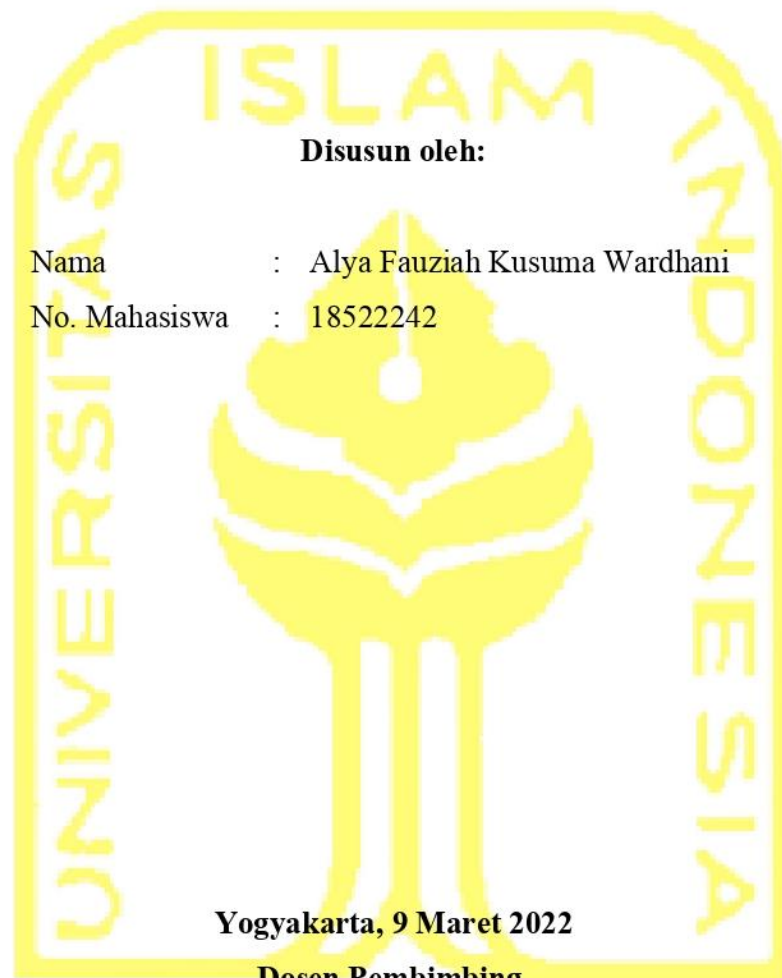 UNIVERSITAS ISLAM INDONESIA
Disusun oleh:
Nama : Alya Fauziah Kusuma Wardhani
No. Mahasiswa : 18522242
Yogyakarta, 9 Maret 2022
Dosen Pembimbing